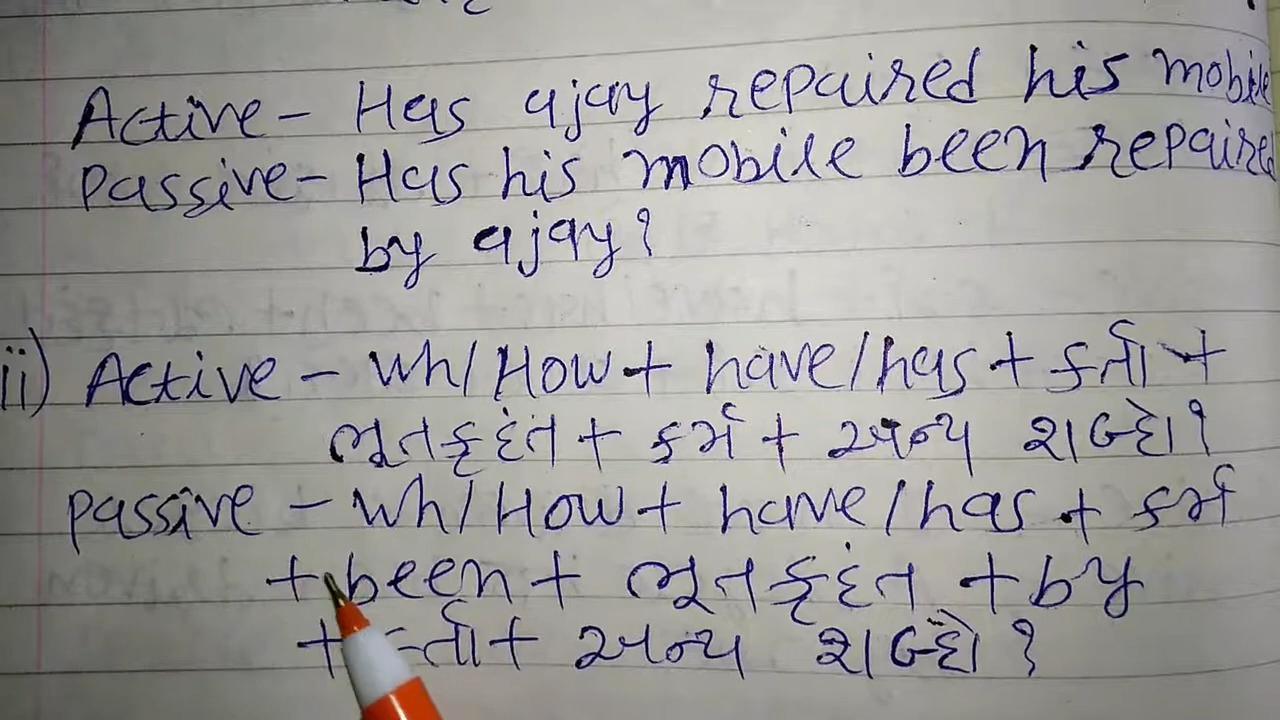 Active - Has ajay repaired his mobile
Passive - Has his mobile been repaired
by ajay?
ii) Active - wh/How + have/has + કર્તા +
ભૂતકૃદંત + કર્મ + અન્ય શબ્દો?
passive - wh/How + have/has + કર્મ
+ been + ભૂતકૃદંત + by
+ કર્તા + અન્ય શબ્દો?